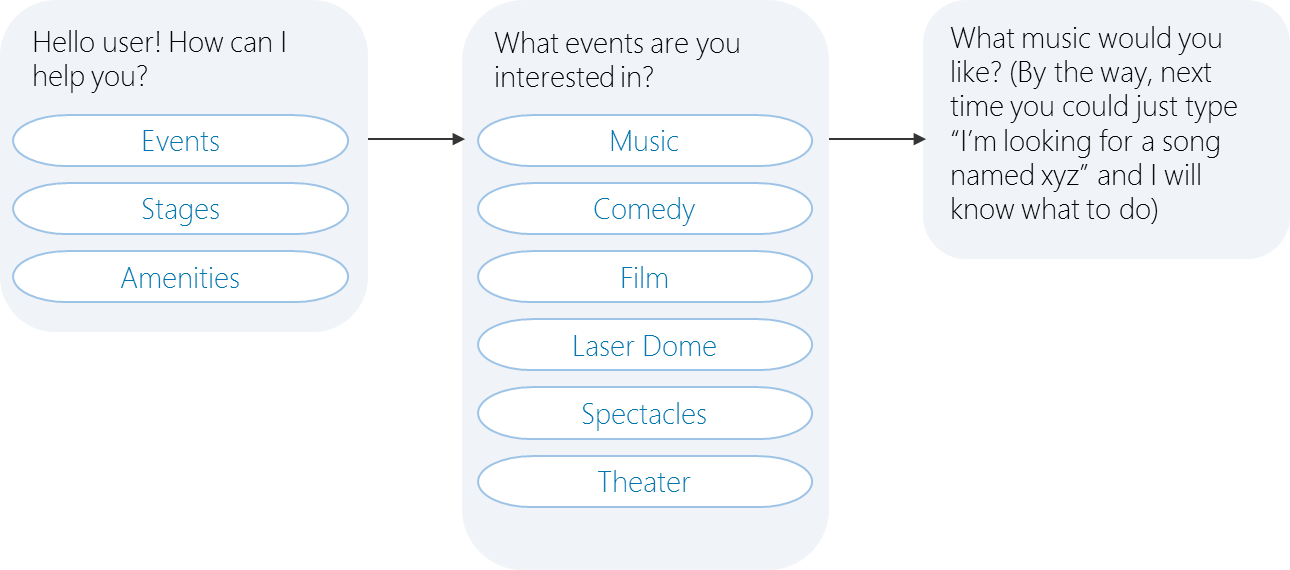 Hello user! How can I
help you?
Events
Stages
Amenities
What events are you
interested in?
Music
Comedy
Film
Laser Dome
Spectacles
Theater
What music would you
like? (By the way, next
time you could just type
“I’m looking for a song
named xyz” and I will
know what to do)